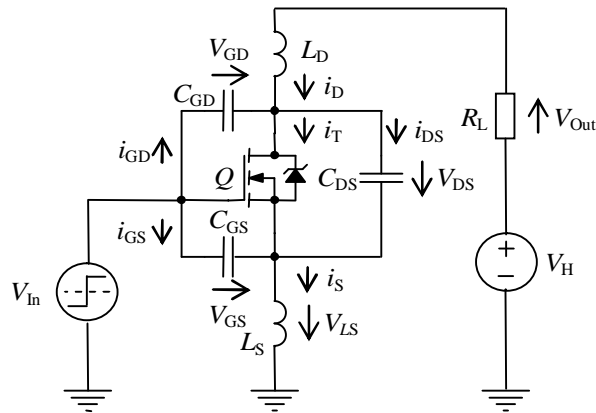 V_GD
L_D
C_GD
i_D
i_T
i_DS
R_L
V_Out
i_GD
Q
C_DS
V_DS
i_GS
C_GS
+
−
V_H
V_In
V_GS
i_S
L_S
V_LS